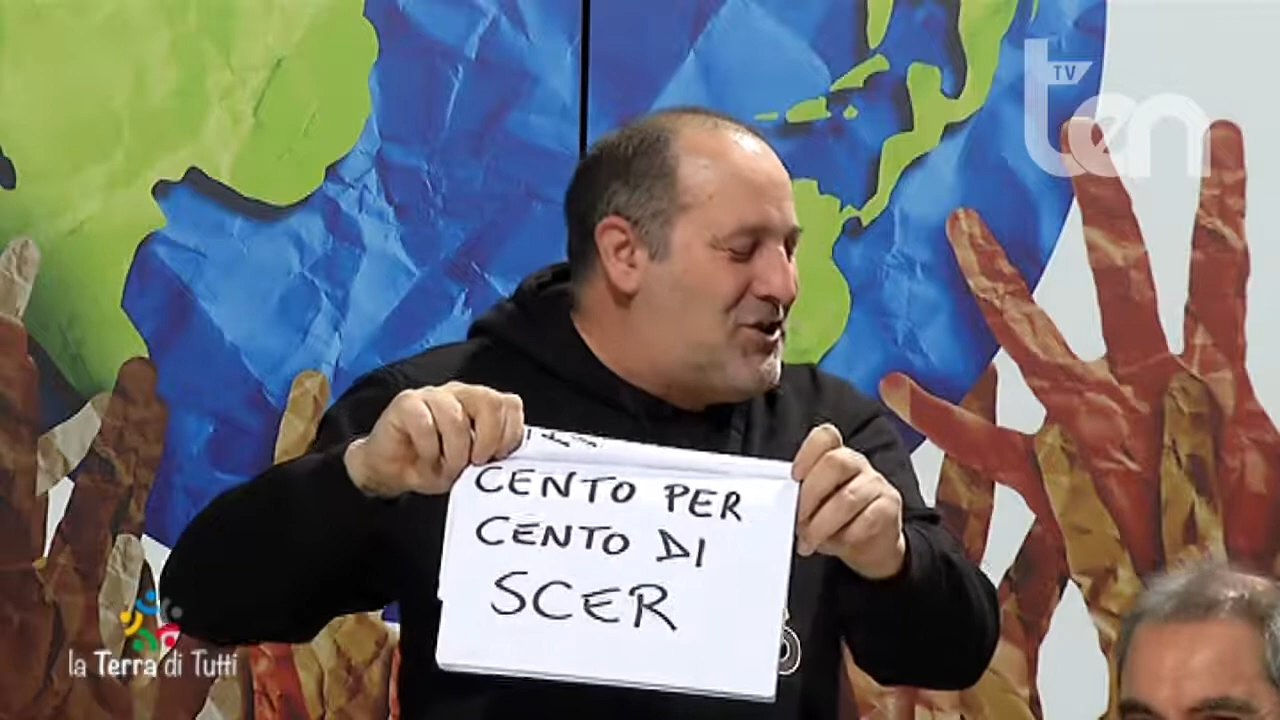 TV
ten
CENTO PER
CENTO DI
SCER
la Terra di Tutti